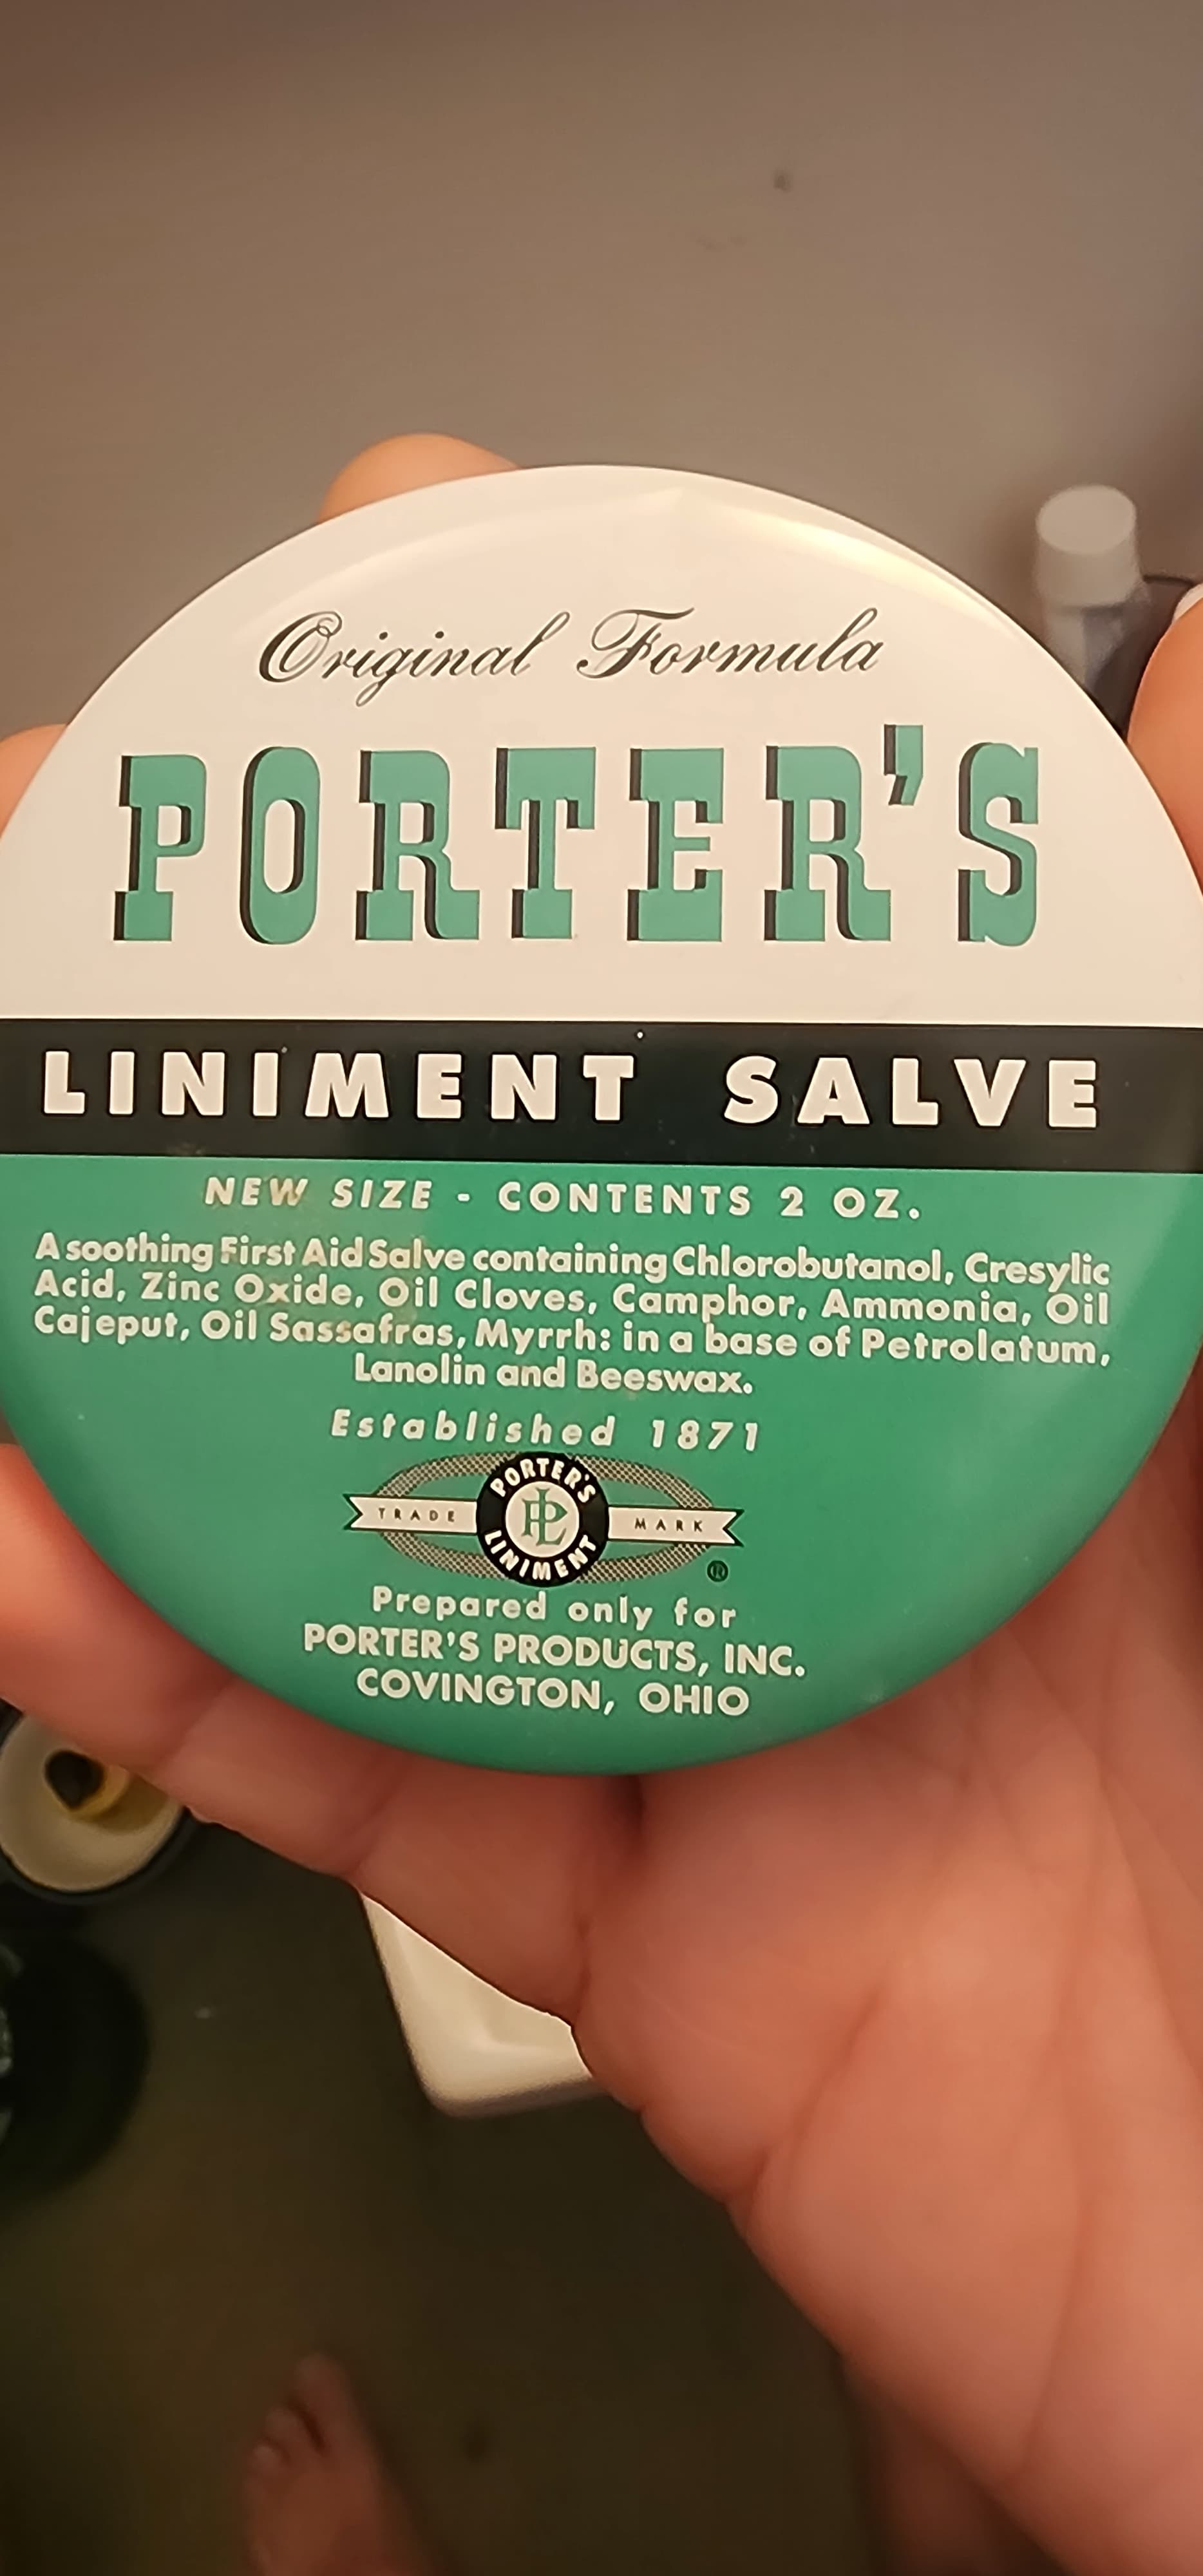 Original Formula
PORTER'S
LINIMENT SALVE
NEW SIZE - CONTENTS 2 OZ.
A soothing First Aid Salve containing Chlorobutanol, Cresylic
Acid, Zinc Oxide, Oil Cloves, Camphor, Ammonia, Oil
Cajeput, Oil Sassafras, Myrrh: in a base of Petrolatum,
Lanolin and Beeswax.
Established 1871
PORTER'S
TRADE PL MARK
LINIMENT
®
Prepared only for
PORTER'S PRODUCTS, INC.
COVINGTON, OHIO